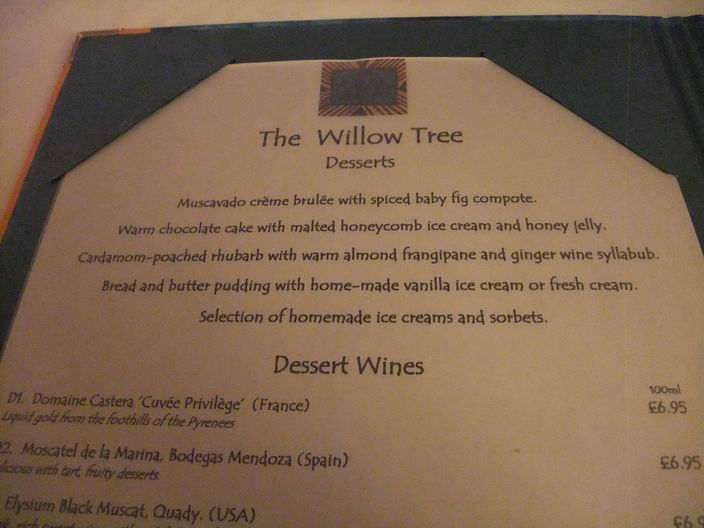 The Willow Tree
Desserts
Muscavado crème brulée with spiced baby fig compote.
Warm chocolate cake with malted honeycomb ice cream and honey jelly.
Cardamom-poached rhubarb with warm almond frangipane and ginger wine syllabub.
Bread and butter pudding with home-made vanilla ice cream or fresh cream.
Selection of homemade ice creams and sorbets.
Dessert Wines
100ml
D1. Domaine Castera 'Cuvée Privilège' (France) £6.95
Liquid gold from the foothills of the Pyrenees
2. Moscatel de la Marina, Bodegas Mendoza (Spain) £6.95
licious with tart, fruity desserts.
Elysium Black Muscat, Quady. (USA) £6.9